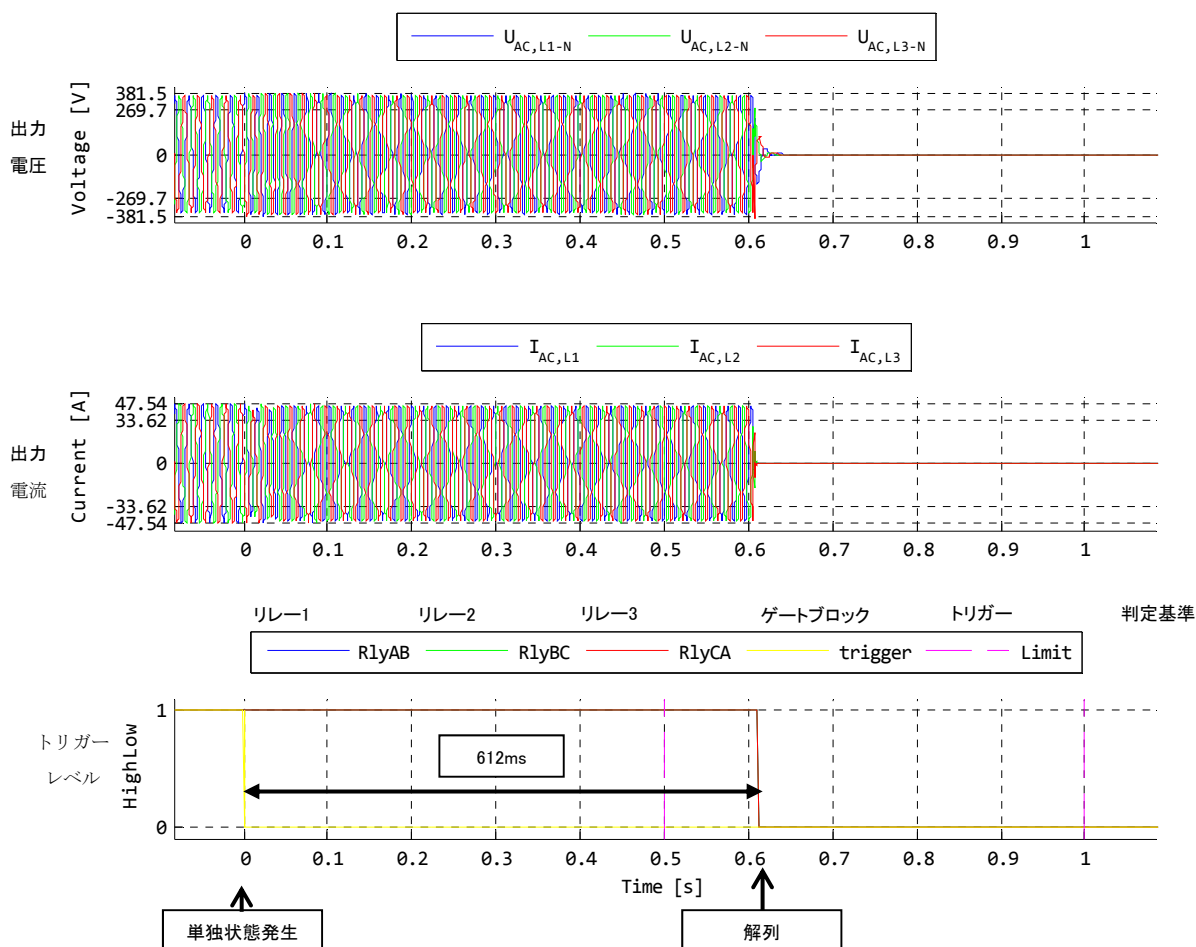 U AC,L1-N U AC,L2-N U AC,L3-N
出力
電圧
Voltage [V]
381.5
269.7
0
-269.7
-381.5
0 0.1 0.2 0.3 0.4 0.5 0.6 0.7 0.8 0.9 1
I AC,L1 I AC,L2 I AC,L3
出力
電流
Current [A]
47.54
33.62
0
-33.62
-47.54
0 0.1 0.2 0.3 0.4 0.5 0.6 0.7 0.8 0.9 1
リレー1 リレー2 リレー3 ゲートブロック トリガー 判定基準
RlyAB RlyBC RlyCA trigger Limit
トリガー
レベル
HighLow
1
0
612ms
0 0.1 0.2 0.3 0.4 0.5 0.6 0.7 0.8 0.9 1
Time [s]
単独状態発生
解列